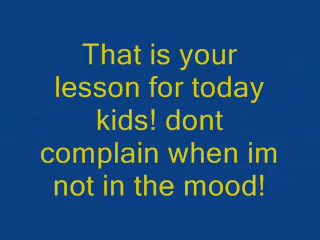 That is your
lesson for today
kids! dont
complain when im
not in the mood!